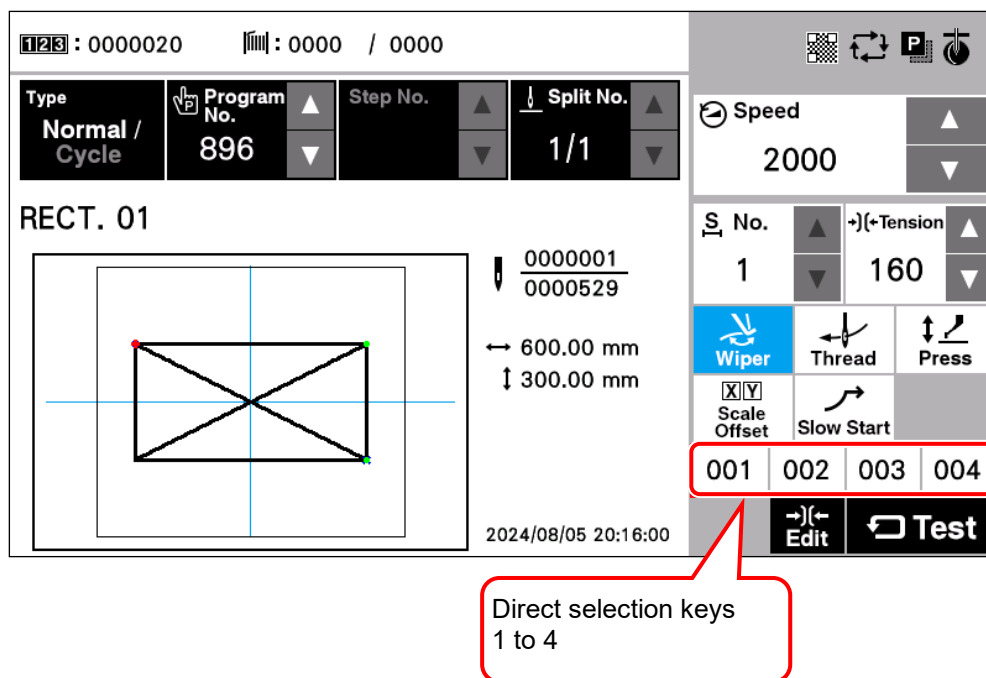 123 : 0000020 : 0000 / 0000
P
Type
Normal /
Cycle
P Program No.
896
Step No.
Split No.
1/1
Speed
2000
RECT. 01
0000001
0000529
↔ 600.00 mm
↕ 300.00 mm
2024/08/05 20:16:00
S No.
1
Tension
160
Wiper
Thread
Press
X Y
Scale
Offset
Slow Start
001 002 003 004
Edit
Test
Direct selection keys
1 to 4